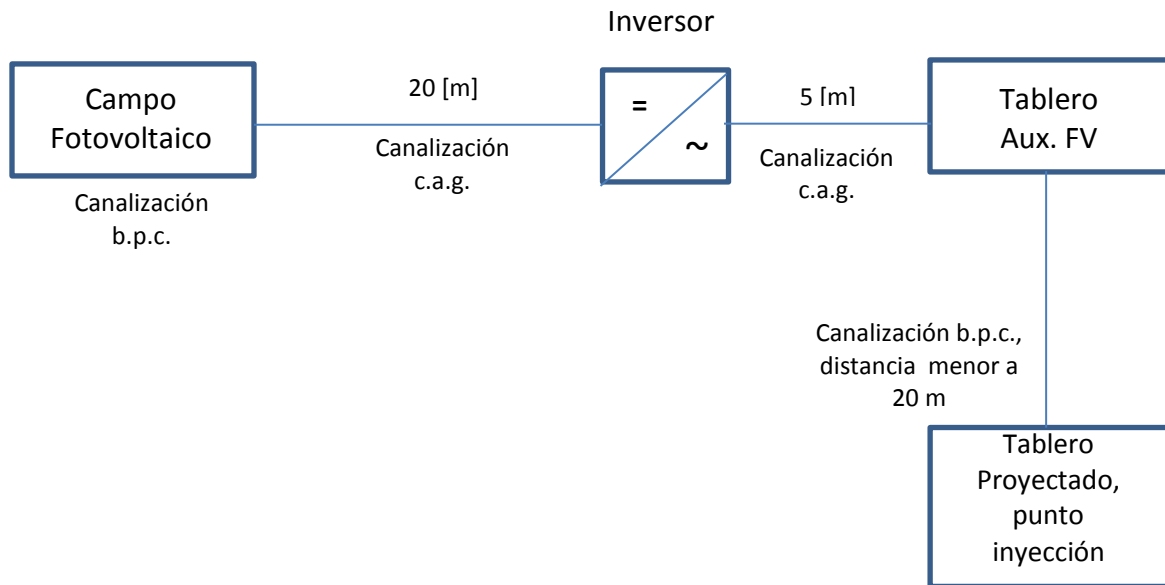 Inversor
Campo
Fotovoltaico
Canalización
b.p.c.
20 [m]
Canalización
c.a.g.
=
~
5 [m]
Canalización
c.a.g.
Tablero
Aux. FV
Canalización b.p.c.,
distancia menor a
20 m
Tablero
Proyectado,
punto
inyección